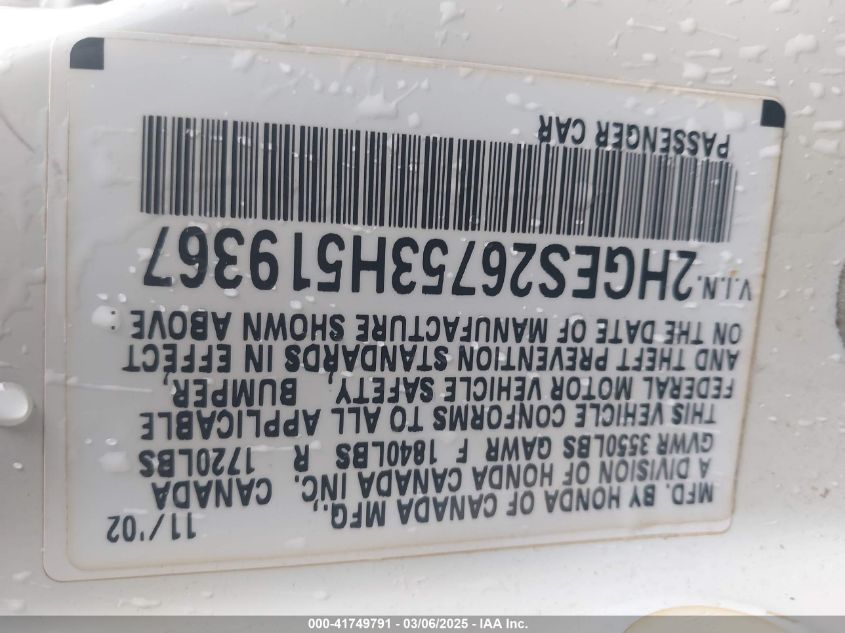 MFD. BY HONDA OF CANADA MFG., 11/'02
A DIVISION OF HONDA CANADA INC. CANADA
GVWR 3550LBS GAWR F 1840LBS R 1720LBS
THIS VEHICLE CONFORMS TO ALL APPLICABLE
FEDERAL MOTOR VEHICLE SAFETY, BUMPER,
AND THEFT PREVENTION STANDARDS IN EFFECT
ON THE DATE OF MANUFACTURE SHOWN ABOVE
V.I.N. 2HGES26753H519367
PASSENGER CAR
000-41749791 - 03/06/2025 - IAA Inc.